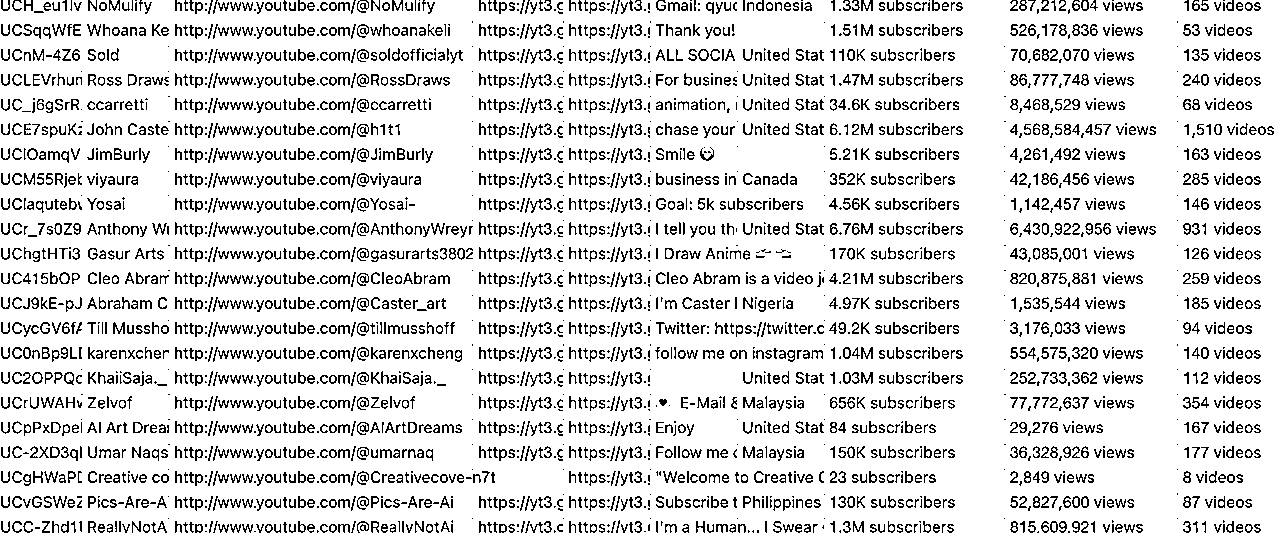 UCH_eu1lv NoMulify http://www.youtube.com/@NoMulify https://yt3.g https://yt3.g Gmail: qyuc Indonesia 1.33M subscribers 287,212,604 views 165 videos
UCSqqWfE Whoana Ke http://www.youtube.com/@whoanakeli https://yt3.g https://yt3.g Thank you! 1.51M subscribers 526,178,836 views 53 videos
UCnM-4Z6 Sold http://www.youtube.com/@soldofficialyt https://yt3.g https://yt3.g ALL SOCIA United Stat 110K subscribers 70,682,070 views 135 videos
UCLEVrhun Ross Draws http://www.youtube.com/@RossDraws https://yt3.g https://yt3.g For busines United Stat 1.47M subscribers 86,777,748 views 240 videos
UC_j6gSrR. ccarretti http://www.youtube.com/@ccarretti https://yt3.g https://yt3.g animation, United Stat 34.6K subscribers 8,468,529 views 68 videos
UCE7spuK John Caste http://www.youtube.com/@h1t1 https://yt3.g https://yt3.g chase your United Stat 6.12M subscribers 4,568,584,457 views 1,510 videos
UCIOamqV JimBurly http://www.youtube.com/@JimBurly https://yt3.g https://yt3.g Smile 5.21K subscribers 4,261,492 views 163 videos
UCM55Rjek viyaura http://www.youtube.com/@viyaura https://yt3.g https://yt3.g business in Canada 352K subscribers 42,186,456 views 285 videos
UClaqutebv Yosai http://www.youtube.com/@Yosai- https://yt3.g https://yt3.g Goal: 5k subscribers 4.56K subscribers 1,142,457 views 146 videos
UCr_7s0Z9 Anthony Wr http://www.youtube.com/@AnthonyWreyn https://yt3.g https://yt3.g I tell you th United Stat 6.76M subscribers 6,430,922,956 views 931 videos
UChgtHTi3 Gasur Arts http://www.youtube.com/@gasurarts3802 https://yt3.g https://yt3.g I Draw Anime 170K subscribers 43,085,001 views 126 videos
UC415bOP Cleo Abram http://www.youtube.com/@CleoAbram https://yt3.g https://yt3.g Cleo Abram is a video j 4.21M subscribers 820,875,881 views 259 videos
UCJ9kE-pJ Abraham C http://www.youtube.com/@Caster_art https://yt3.g https://yt3.g I'm Caster I Nigeria 4.97K subscribers 1,535,544 views 185 videos
UCycGV6f Till Mussho http://www.youtube.com/@tillmusshoff https://yt3.g https://yt3.g Twitter: https://twitter.c 49.2K subscribers 3,176,033 views 94 videos
UC0nBp9L karenxchen http://www.youtube.com/@karenxcheng https://yt3.g https://yt3.g follow me on instagram 1.04M subscribers 554,575,320 views 140 videos
UC2OPPQc KhaiiSaja._ http://www.youtube.com/@KhaiSaja._ https://yt3.g https://yt3.g United Stat 1.03M subscribers 252,733,362 views 112 videos
UCrUWAHv Zelvof http://www.youtube.com/@Zelvof https://yt3.g https://yt3.g ♥ E-Mail & Malaysia 656K subscribers 77,772,637 views 354 videos
UCpPxDpel AI Art Drear http://www.youtube.com/@AIArtDreams https://yt3.g https://yt3.g Enjoy United Stat 84 subscribers 29,276 views 167 videos
UC-2XD3ql Umar Naqs http://www.youtube.com/@umarnaq https://yt3.g https://yt3.g Follow me Malaysia 150K subscribers 36,328,926 views 177 videos
UCgHWaP Creative co http://www.youtube.com/@Creativecove-n7t https://yt3.g "Welcome to Creative C 23 subscribers 2,849 views 8 videos
UCvGSWeZ Pics-Are-A http://www.youtube.com/@Pics-Are-Ai https://yt3.g https://yt3.g Subscribe t Philippines 130K subscribers 52,827,600 views 87 videos
UCC-Zhd11 ReallyNotA http://www.youtube.com/@ReallyNotAi https://yt3.g https://yt3.g I'm a Human... I Swear 1.3M subscribers 815,609,921 views 311 videos